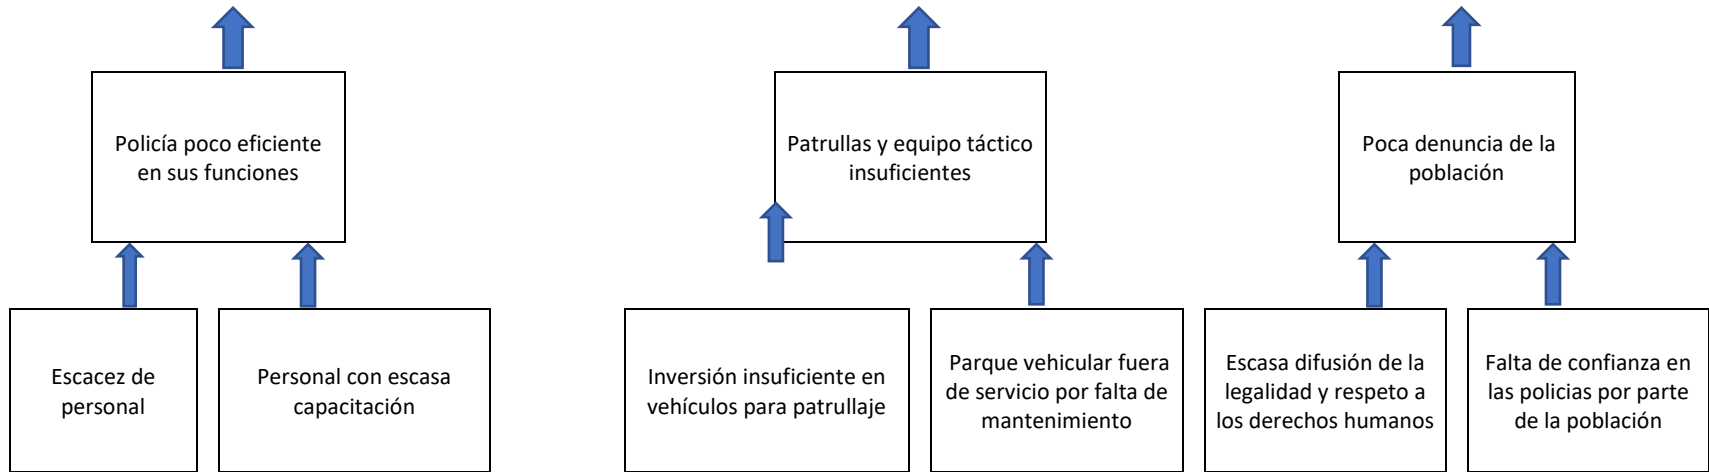 Policía poco eficiente
en sus funciones
Patrullas y equipo táctico
insuficientes
Poca denuncia de la
población
Escacez de
personal
Personal con escasa
capacitación
Inversión insuficiente en
vehículos para patrullaje
Parque vehicular fuera
de servicio por falta de
mantenimiento
Escasa difusión de la
legalidad y respeto a
los derechos humanos
Falta de confianza en
las policias por parte
de la población